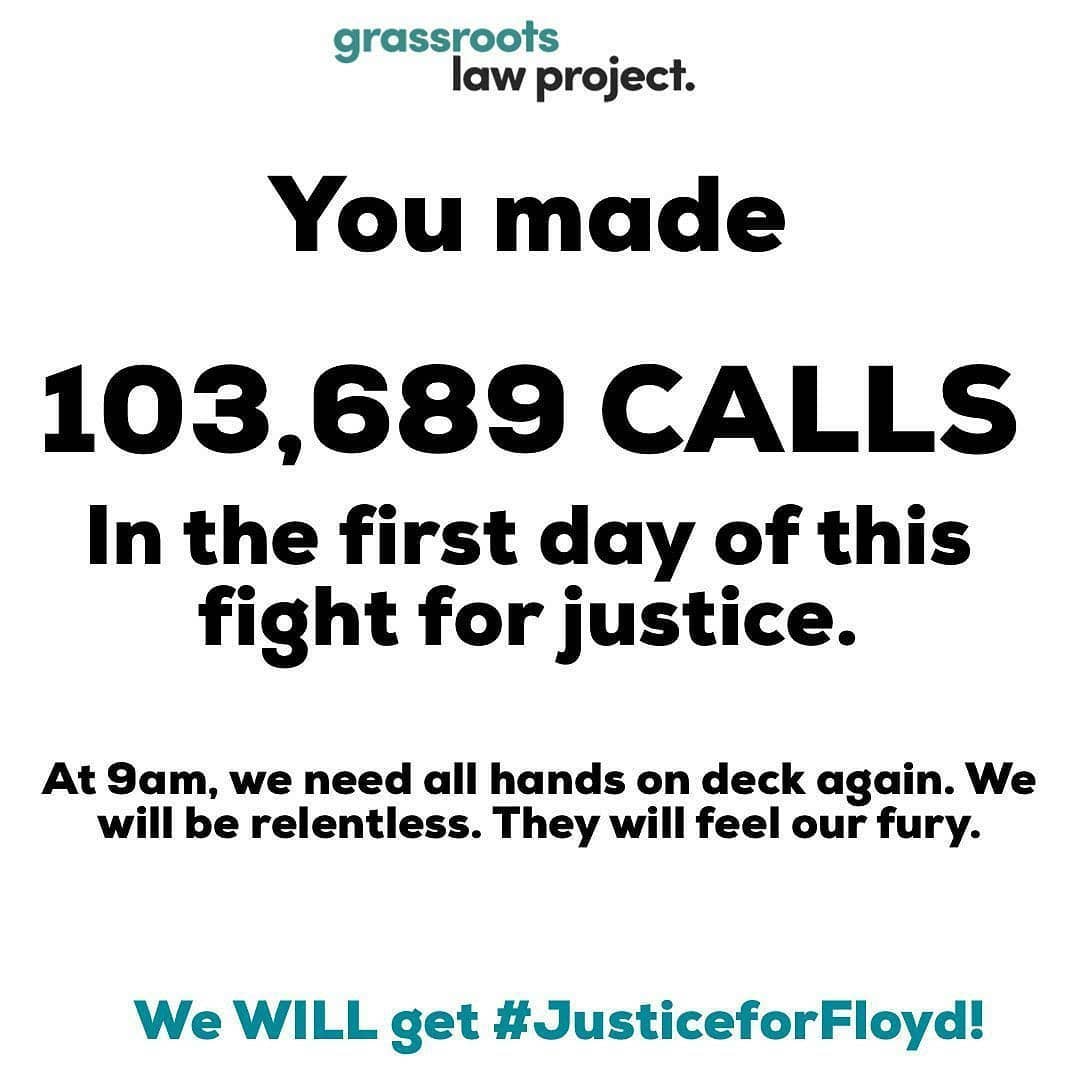 grassroots
law project.
You made
103,689 CALLS
In the first day of this
fight for justice.
At 9am, we need all hands on deck again. We
will be relentless. They will feel our fury.
We WILL get #JusticeforFloyd!